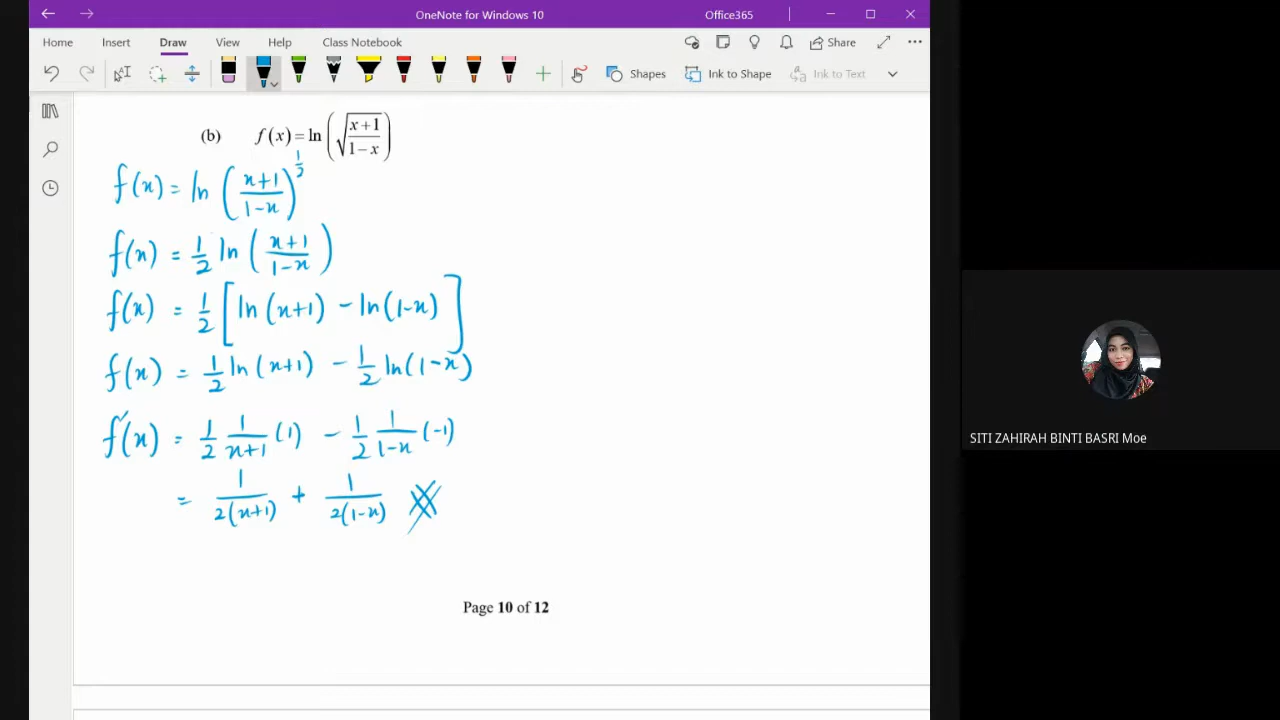 OneNote for Windows 10
Office365
Home Insert Draw View Help Class Notebook
Share
Shapes Ink to Shape Ink to Text
(b) f(x) = ln(√((x+1)/(1−x)))
f(x) = ln((x+1)/(1−x))^(1/2)
f(x) = 1/2 ln((x+1)/(1−x))
f(x) = 1/2 [ln(x+1) − ln(1−x)]
f(x) = 1/2 ln(x+1) − 1/2 ln(1−x)
f'(x) = 1/2 1/(x+1) (1) − 1/2 1/(1−x) (−1)
= 1/(2(x+1)) + 1/(2(1−x))
Page 10 of 12
SITI ZAHIRAH BINTI BASRI Moe